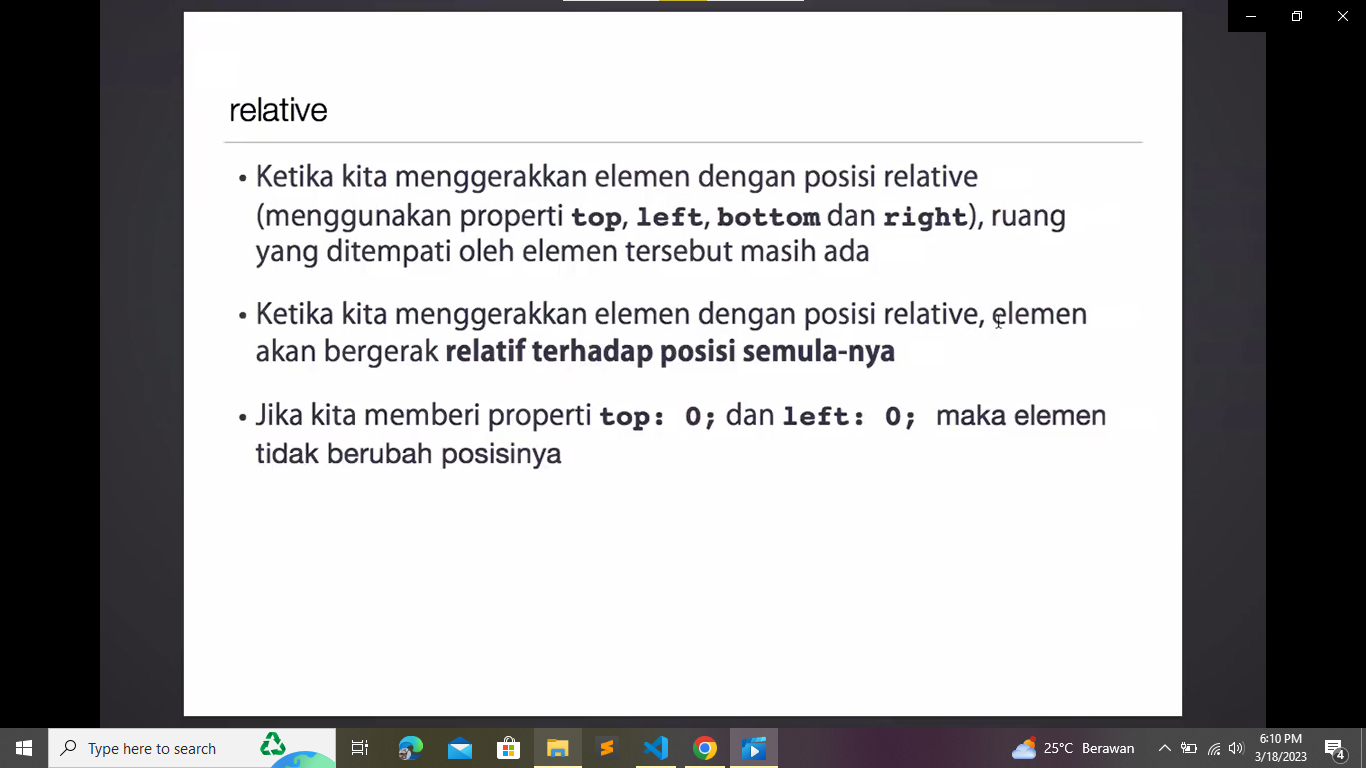 relative
• Ketika kita menggerakkan elemen dengan posisi relative
(menggunakan properti top, left, bottom dan right), ruang
yang ditempati oleh elemen tersebut masih ada
• Ketika kita menggerakkan elemen dengan posisi relative, elemen
akan bergerak relatif terhadap posisi semula-nya
• Jika kita memberi properti top: 0; dan left: 0; maka elemen
tidak berubah posisinya
Type here to search
25°C Berawan
6:10 PM
3/18/2023
4